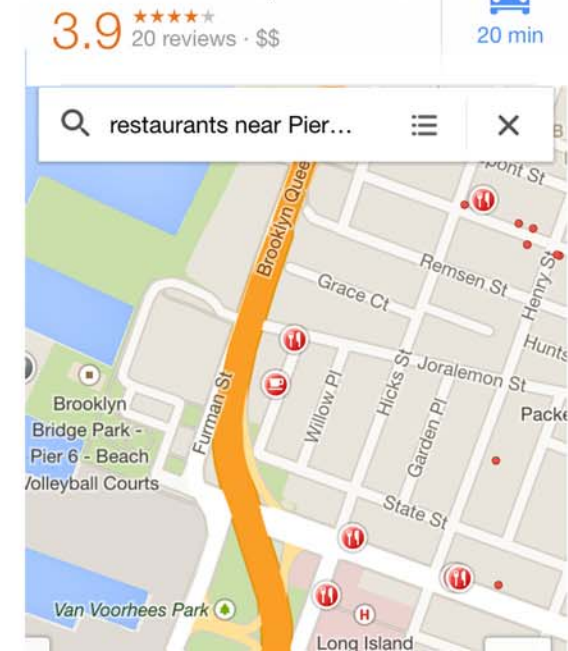 3.9
20 reviews · $$
20 min
restaurants near Pier...
pont St
Brooklyn Quee
Remsen St
Henry St
Grace Ct
Hunts
Joralemon St
Hicks St
Willow Pl
Furman St
Garden Pl
Packe
Brooklyn
Bridge Park -
Pier 6 - Beach
Volleyball Courts
State St
Van Voorhees Park
H
Long Island